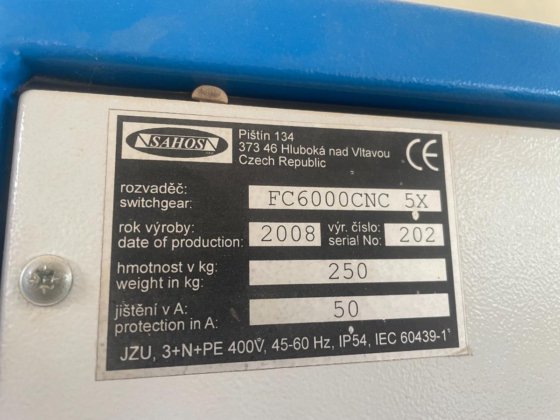 SAHOS
Pištín 134
373 46 Hluboká nad Vltavou
Czech Republic
CE
rozvaděč:
switchgear:
FC6000CNC 5X
rok výroby:
date of production:
2008
výr. číslo:
serial No:
202
hmotnost v kg:
weight in kg:
250
jištění v A:
protection in A:
50
JZU, 3+N+PE 400V, 45-60 Hz, IP54, IEC 60439-1